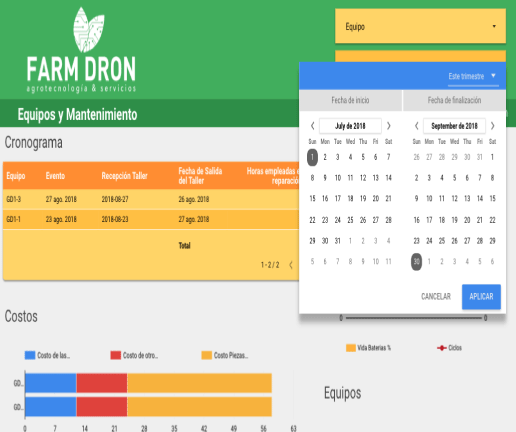 Equipo
FARM DRON
agrotecnología & servicios
Este trimestre
Fecha de inicio
Fecha de finalización
Equipos y Mantenimiento
July de 2018
September de 2018
Sun Mon Tue Wed Thu Fri Sat
Sun Mon Tue Wed Thu Fri Sat
1 2 3 4 5 6 7
26 27 28 29 30 31 1
8 9 10 11 12 13 14
2 3 4 5 6 7 8
15 16 17 18 19 20 21
9 10 11 12 13 14 15
22 23 24 25 26 27 28
16 17 18 19 20 21 22
29 30 31 1 2 3 4
23 24 25 26 27 28 29
5 6 7 8 9 10 11
30 1 2 3 4 5 6
CANCELAR
APLICAR
Cronograma
Equipo Evento Recepción Taller Fecha de Salida
del Taller
Horas empleadas
reparación
GD1-3 27 ago. 2018 2018-08-27 26 ago. 2018
GD1-1 23 ago. 2018 2018-08-23 27 ago. 2018
Total
1 - 2 / 2
0 0
Costos
Costo de las...
Costo de otro...
Costo Piezas...
Vida Baterias %
Ciclos
GD...
GD...
0 7 14 21 28 35 42 49 56 63
Equipos